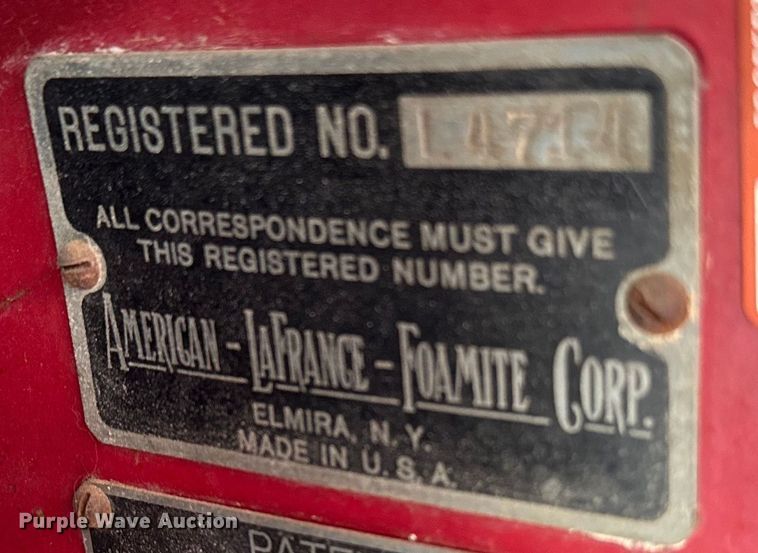 REGISTERED NO. L 4714
ALL CORRESPONDENCE MUST GIVE
THIS REGISTERED NUMBER.
AMERICAN-LAFRANCE-FOAMITE CORP.
ELMIRA, N.Y.
MADE IN U.S.A.
Purple Wave Auction